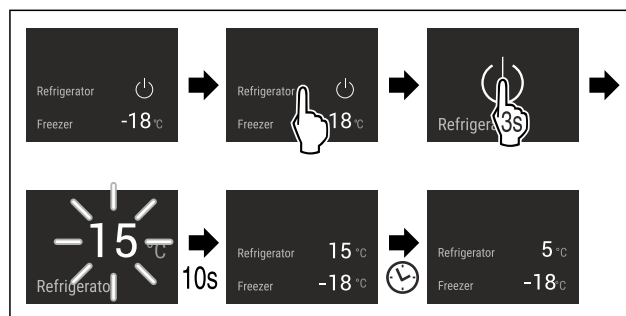 Refrigerator
Freezer -18 °C
Refrigerator
Freezer 18 °C
Refrigera 3s
15 °C
Refrigerato
10s
Refrigerator 15 °C
Freezer -18 °C
Refrigerator 5 °C
Freezer -18°C